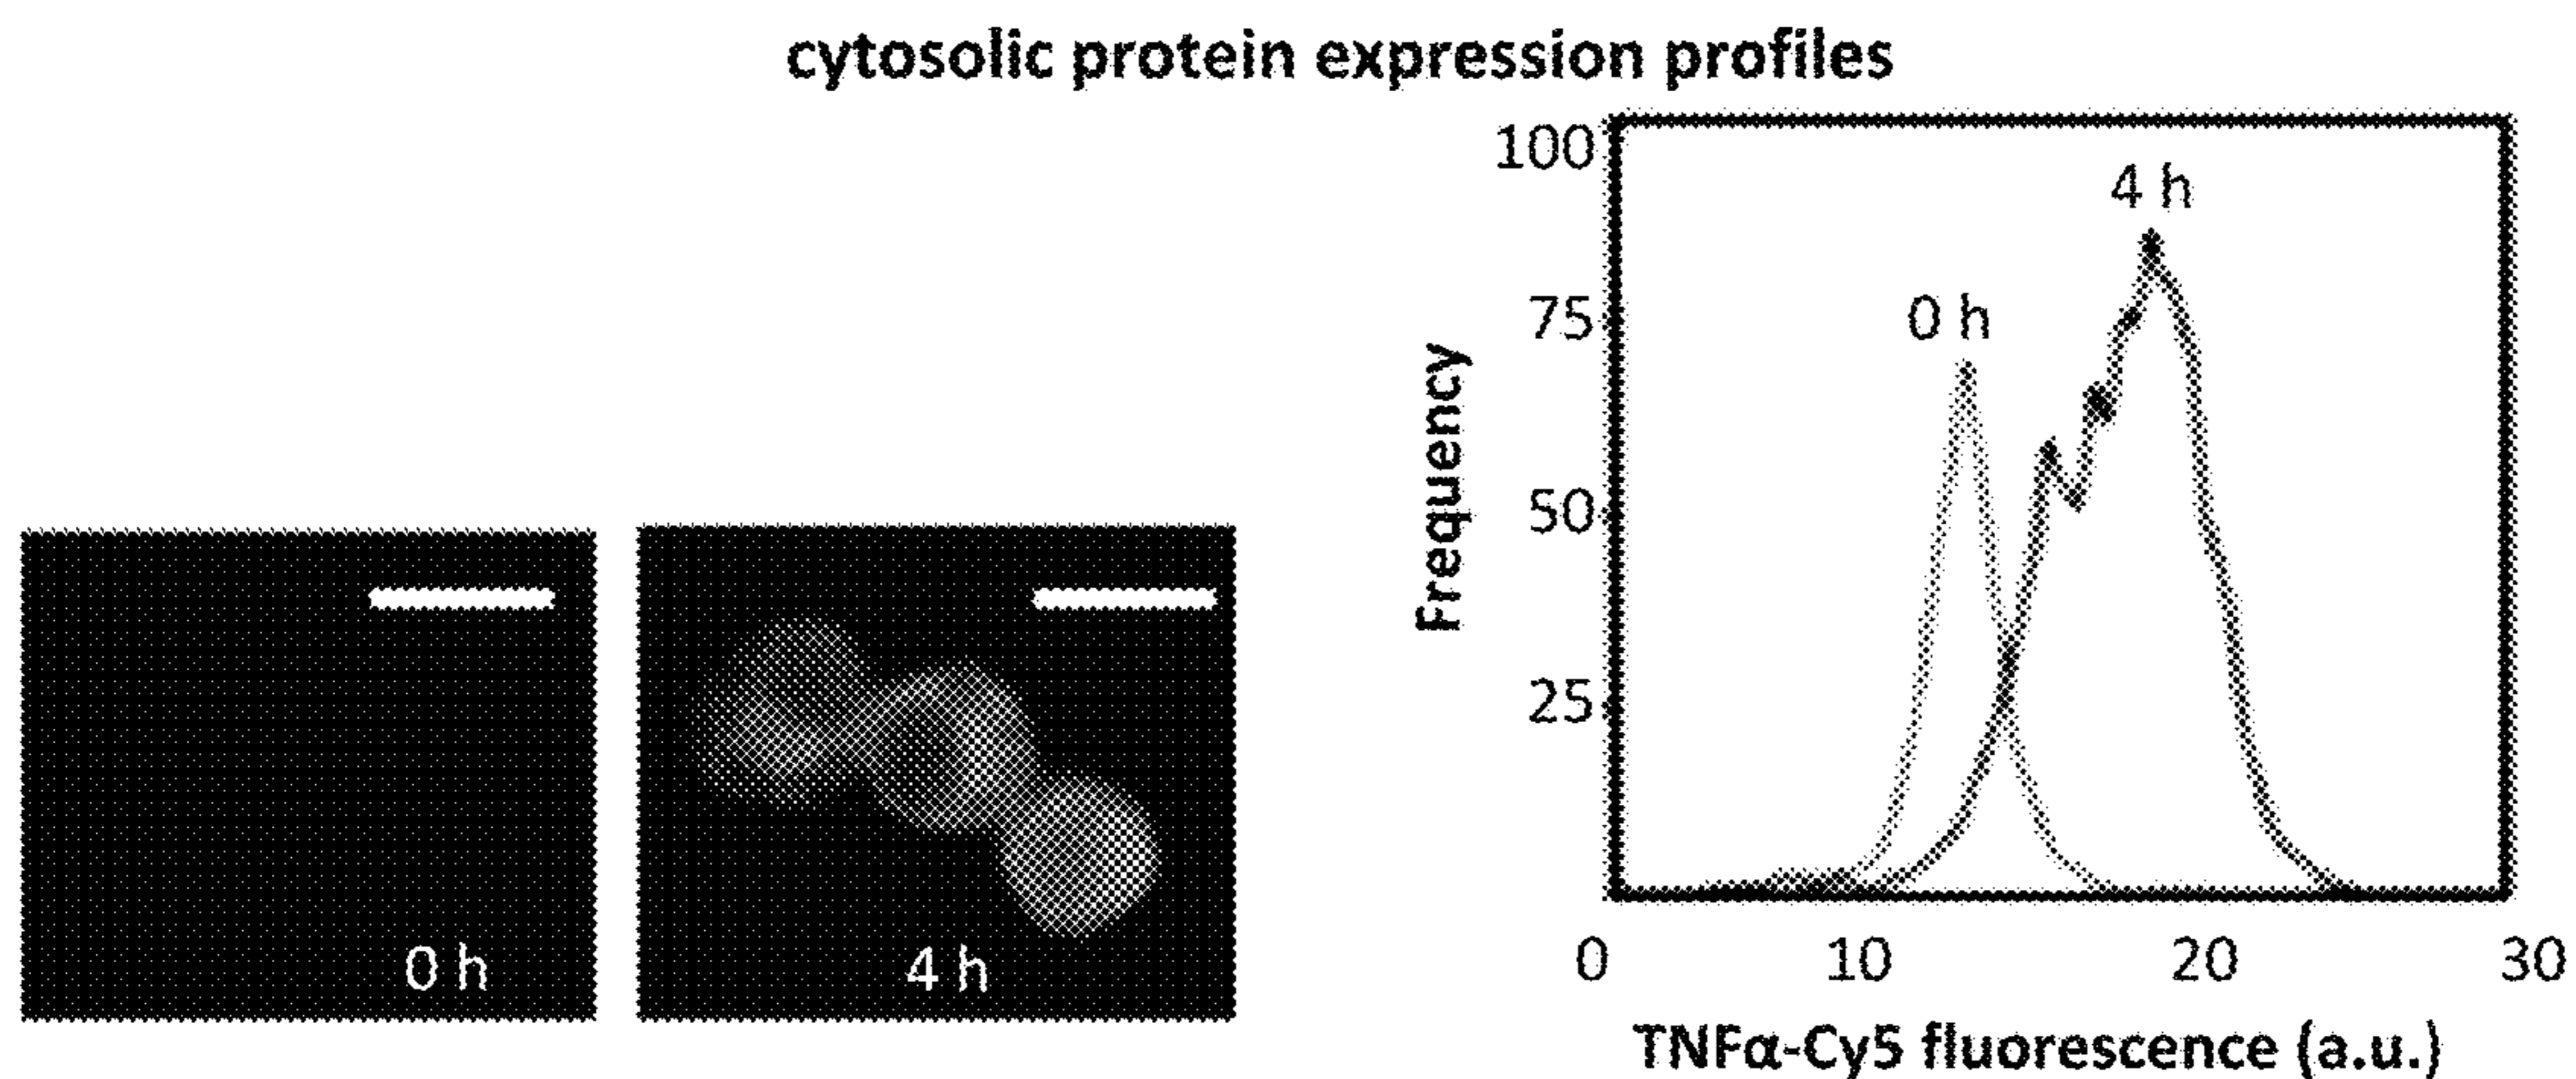 cytosolic protein expression profiles
0 h
4 h
Frequency
100
75
50
25
0 h
4 h
0 10 20 30
TNFα-Cy5 fluorescence (a.u.)